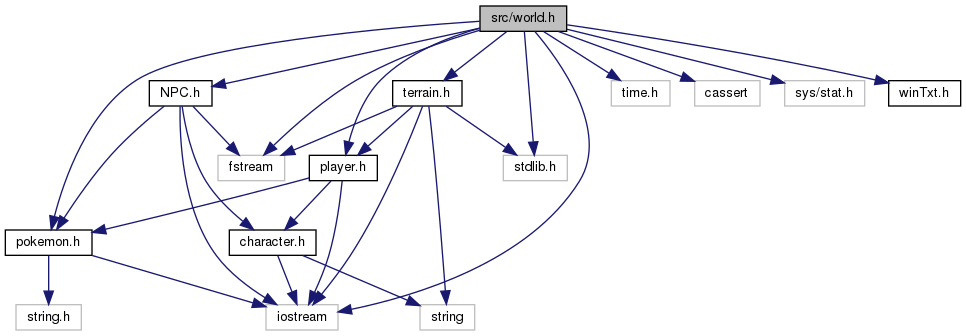 src/world.h
NPC.h
terrain.h
time.h
cassert
sys/stat.h
winTxt.h
fstream
player.h
stdlib.h
pokemon.h
character.h
string.h
iostream
string